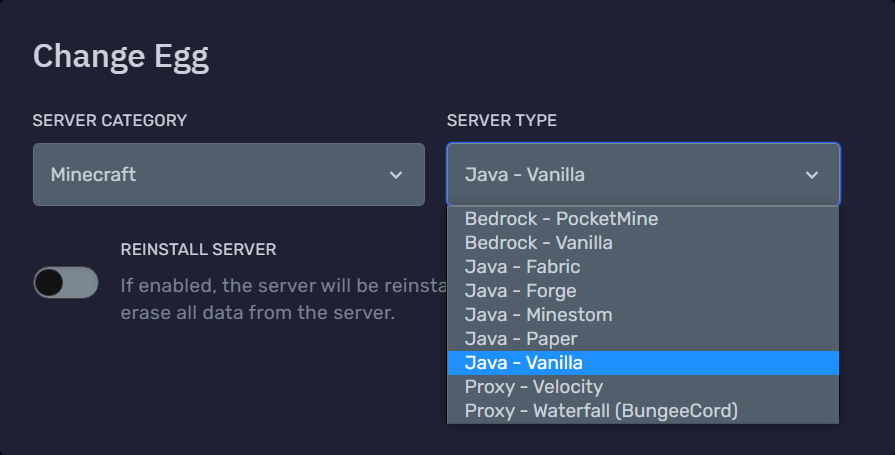 Change Egg
SERVER CATEGORY
SERVER TYPE
Minecraft
Java - Vanilla
REINSTALL SERVER
If enabled, the server will be
erase all data from the server.
Bedrock - PocketMine
Bedrock - Vanilla
Java - Fabric
Java - Forge
Java - Minestom
Java - Paper
Java - Vanilla
Proxy - Velocity
Proxy - Waterfall (BungeeCord)